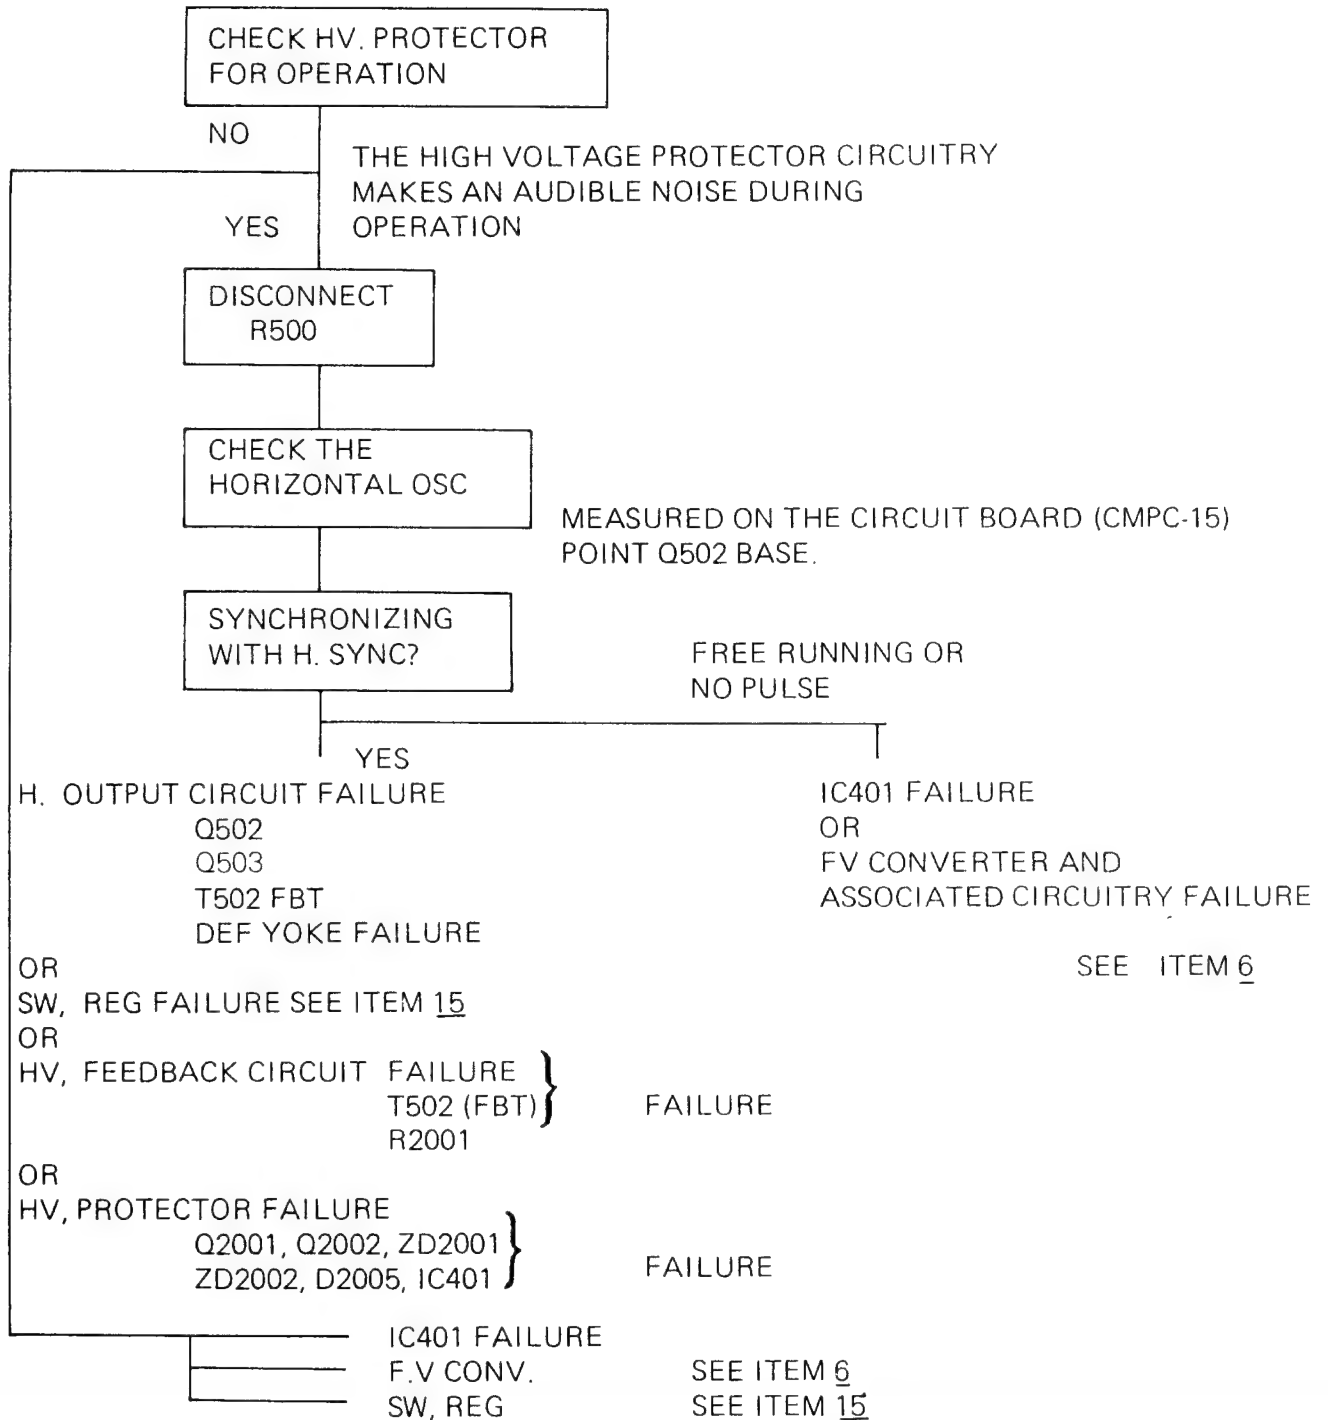 CHECK HV. PROTECTOR
FOR OPERATION
NO
THE HIGH VOLTAGE PROTECTOR CIRCUITRY
MAKES AN AUDIBLE NOISE DURING
OPERATION
YES
DISCONNECT
R500
CHECK THE
HORIZONTAL OSC
MEASURED ON THE CIRCUIT BOARD (CMPC-15)
POINT Q502 BASE.
SYNCHRONIZING
WITH H. SYNC?
FREE RUNNING OR
NO PULSE
YES
H. OUTPUT CIRCUIT FAILURE
Q502
Q503
T502 FBT
DEF YOKE FAILURE
IC401 FAILURE
OR
FV CONVERTER AND
ASSOCIATED CIRCUITRY FAILURE
SEE ITEM 6
OR
SW, REG FAILURE SEE ITEM 15
OR
HV, FEEDBACK CIRCUIT FAILURE
T502 (FBT)
R2001
FAILURE
OR
HV, PROTECTOR FAILURE
Q2001, Q2002, ZD2001
ZD2002, D2005, IC401
FAILURE
IC401 FAILURE
F.V CONV. SEE ITEM 6
SW, REG SEE ITEM 15